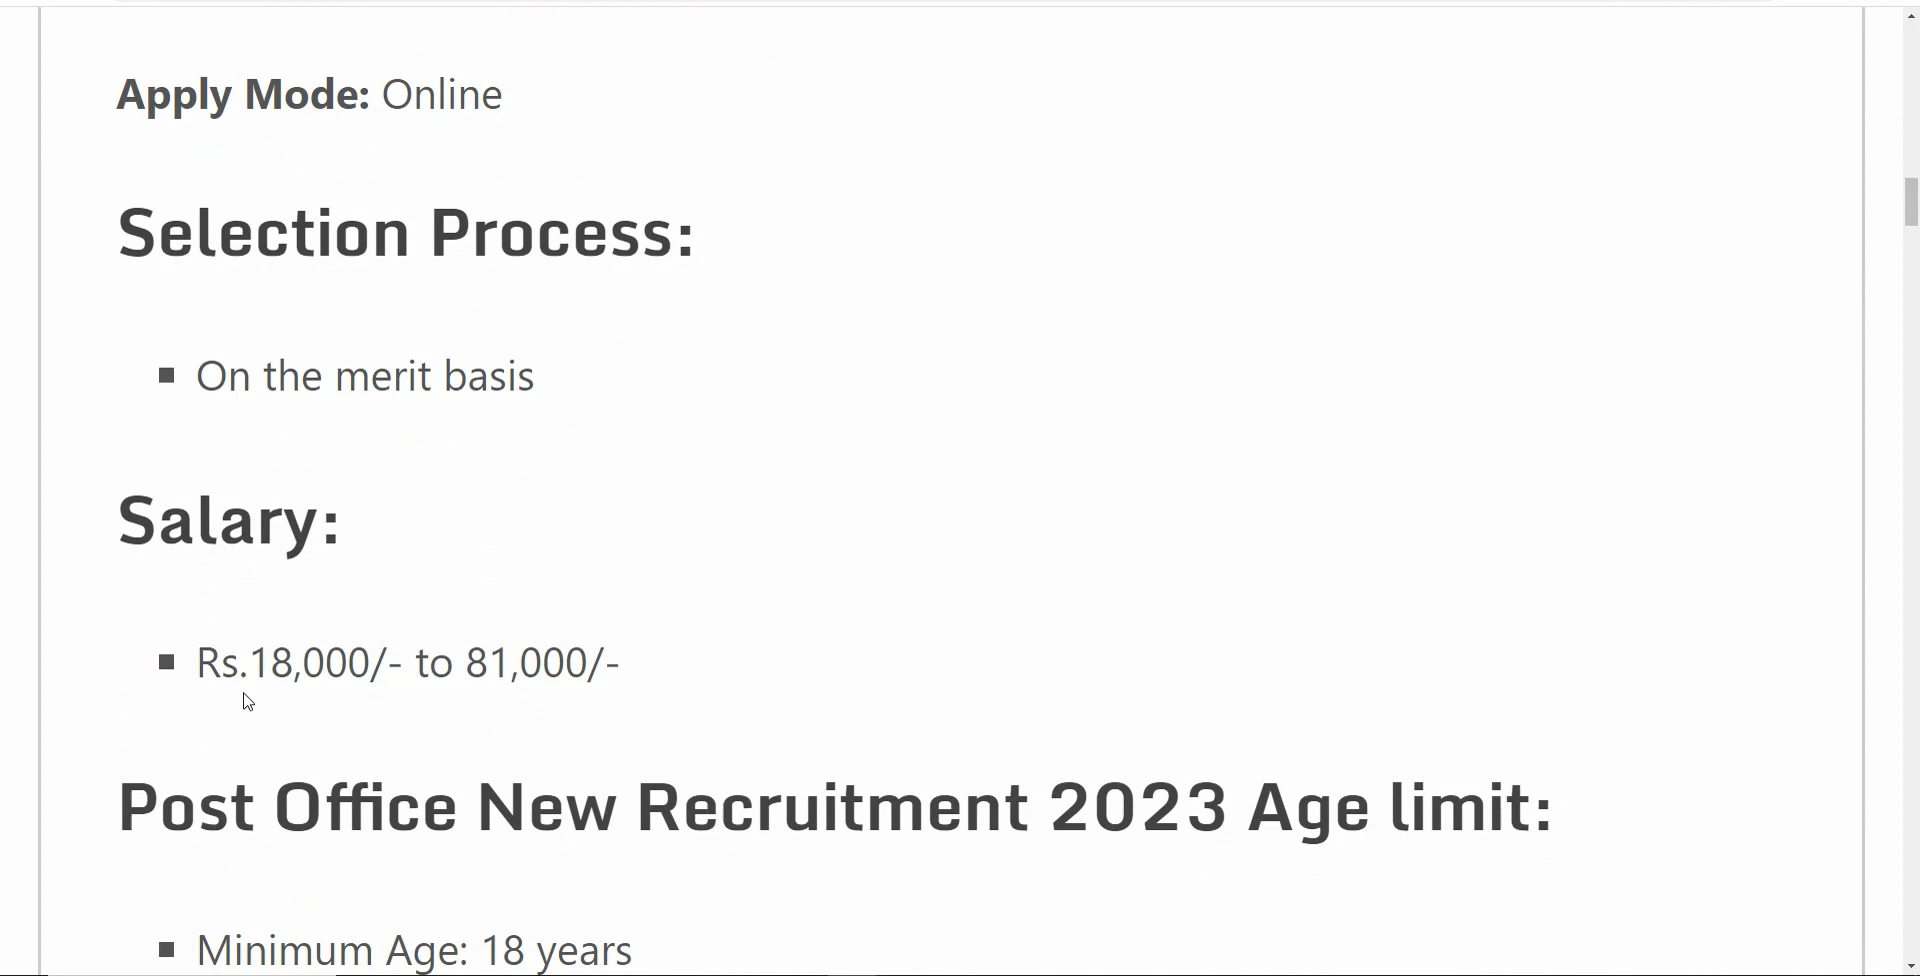 Apply Mode: Online
Selection Process:
On the merit basis
Salary:
Rs.18,000/- to 81,000/-
Post Office New Recruitment 2023 Age limit:
Minimum Age: 18 years